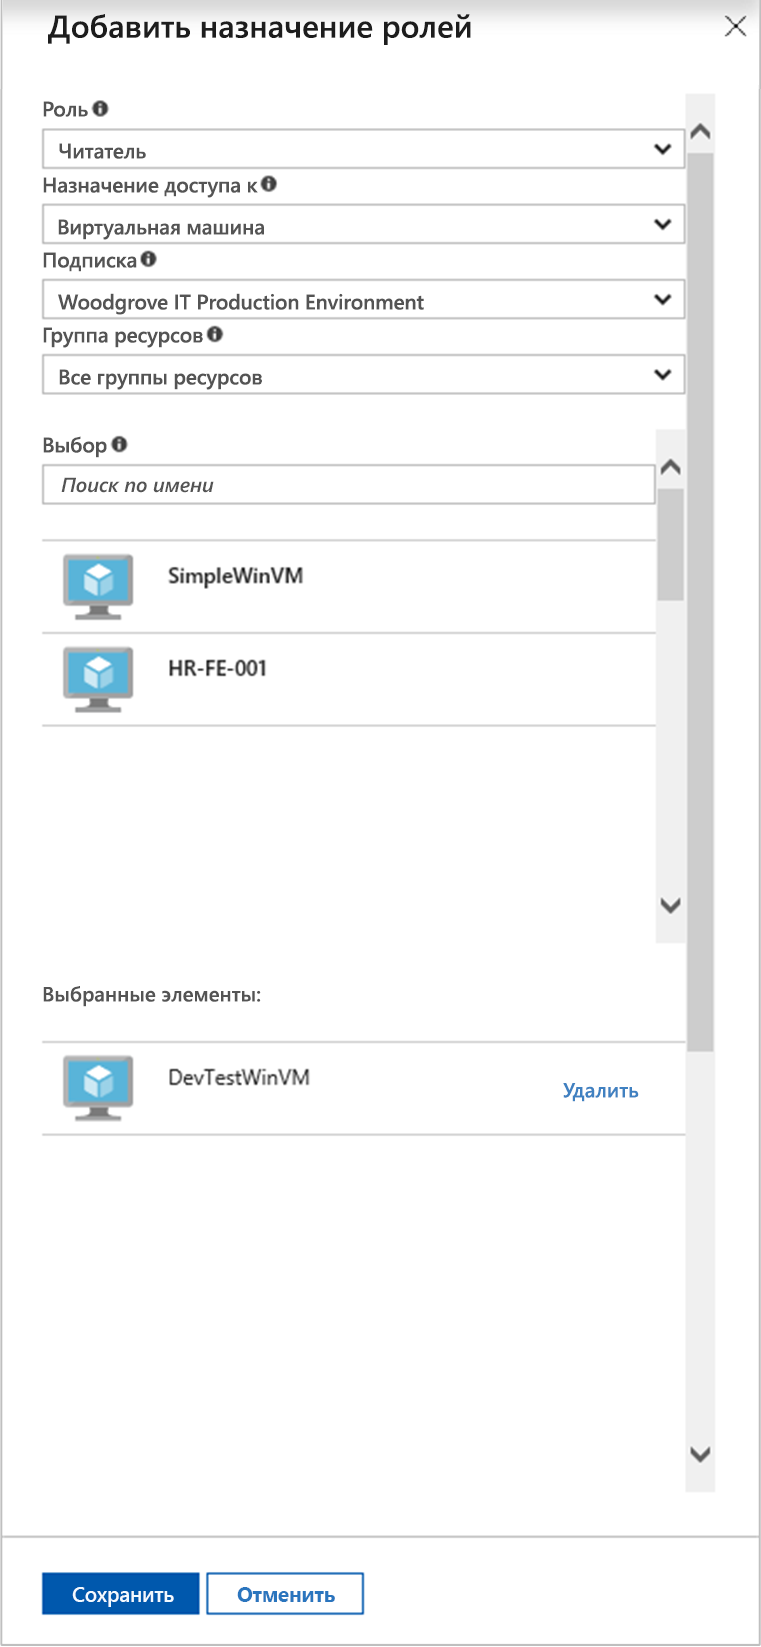 Добавить назначение ролей
Роль
Читатель
Назначение доступа к
Виртуальная машина
Подписка
Woodgrove IT Production Environment
Группа ресурсов
Все группы ресурсов
Выбор
Поиск по имени
SimpleWinVM
HR-FE-001
Выбранные элементы:
DevTestWinVM
Удалить
Сохранить Отменить